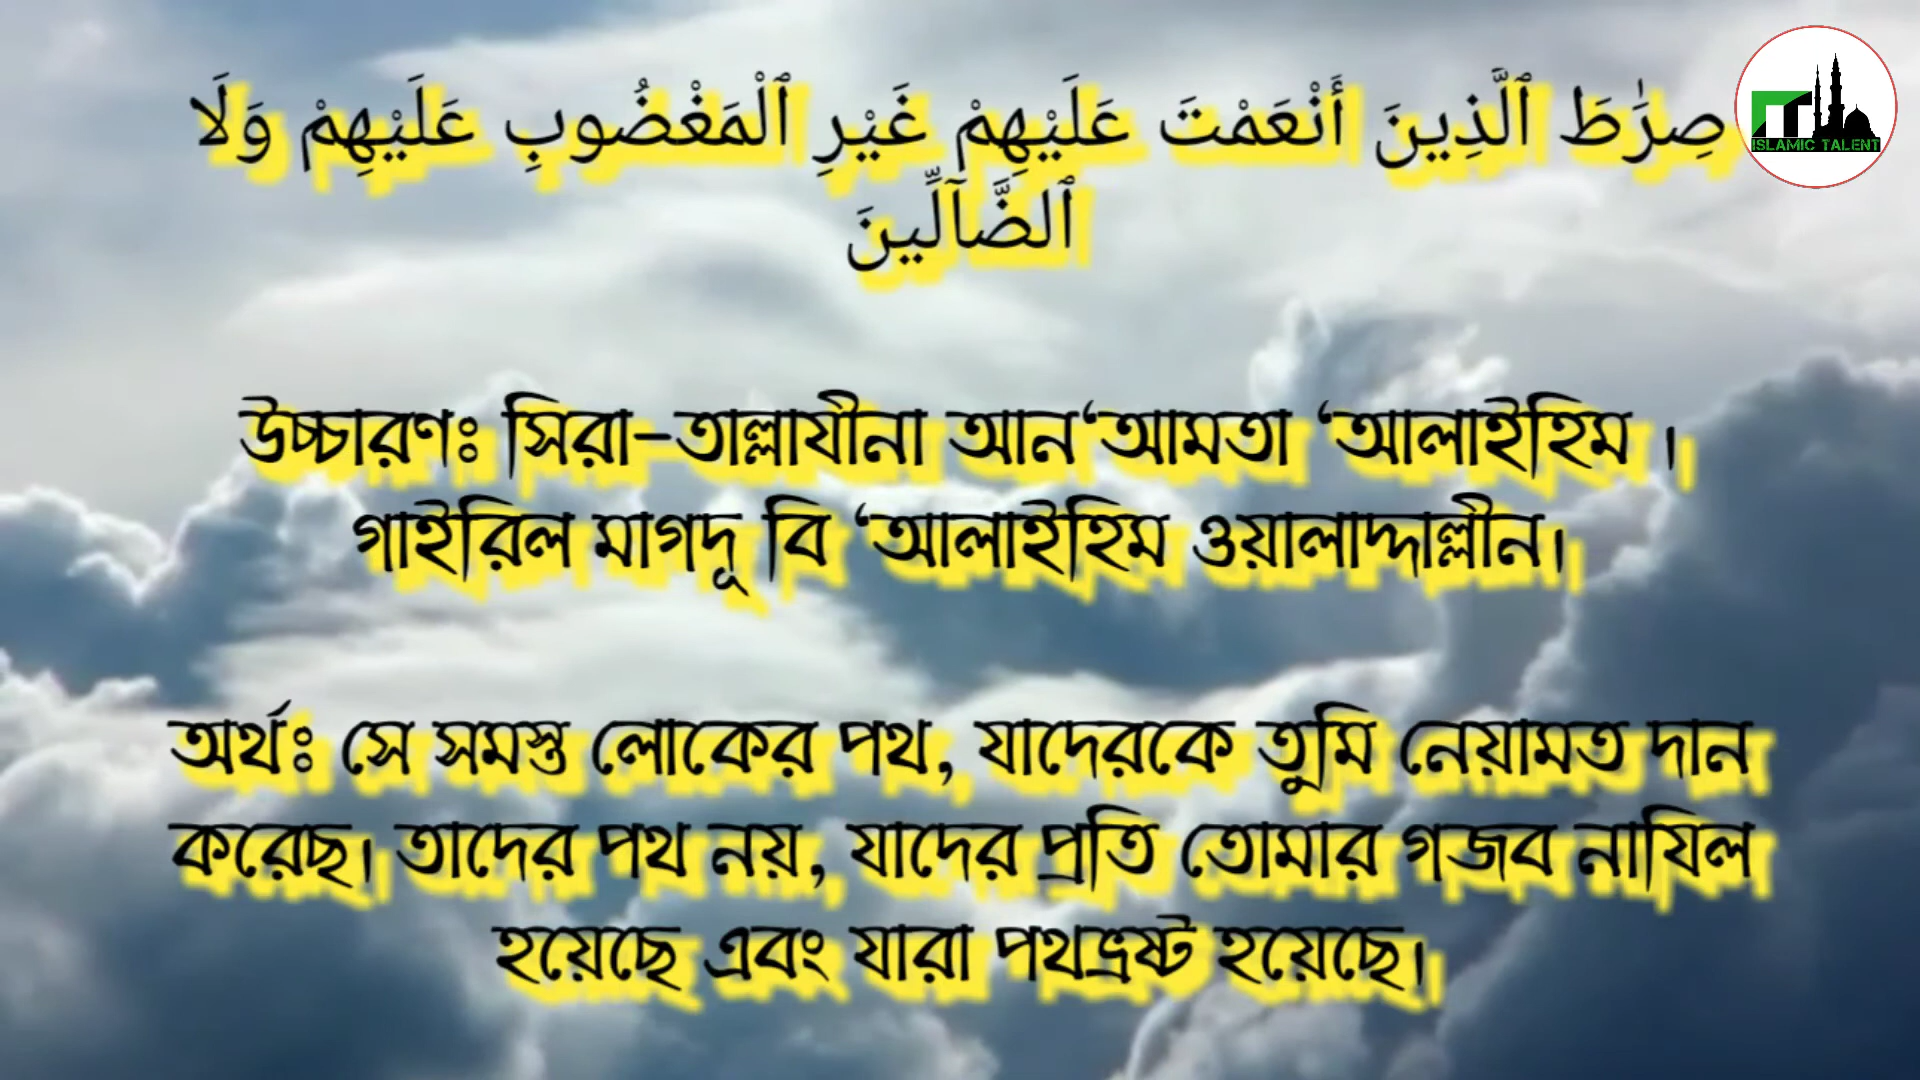 صِرَٰطَ ٱلَّذِينَ أَنْعَمْتَ عَلَيْهِمْ غَيْرِ ٱلْمَغْضُوبِ عَلَيْهِمْ وَلَا
ٱلضَّآلِّينَ
ISLAMIC TALENT
উচ্চারণঃ সিরা-তাল্লাযীনা আন‘আমতা ‘আলাইহিম ।
গাইরিল মাগদূ বি ‘আলাইহিম ওয়ালাদ্দাল্লীন।
অর্থঃ সে সমস্ত লোকের পথ, যাদেরকে তুমি নেয়ামত দান
করেছ। তাদের পথ নয়, যাদের প্রতি তোমার গজব নাযিল
হয়েছে এবং যারা পথভ্রষ্ট হয়েছে।